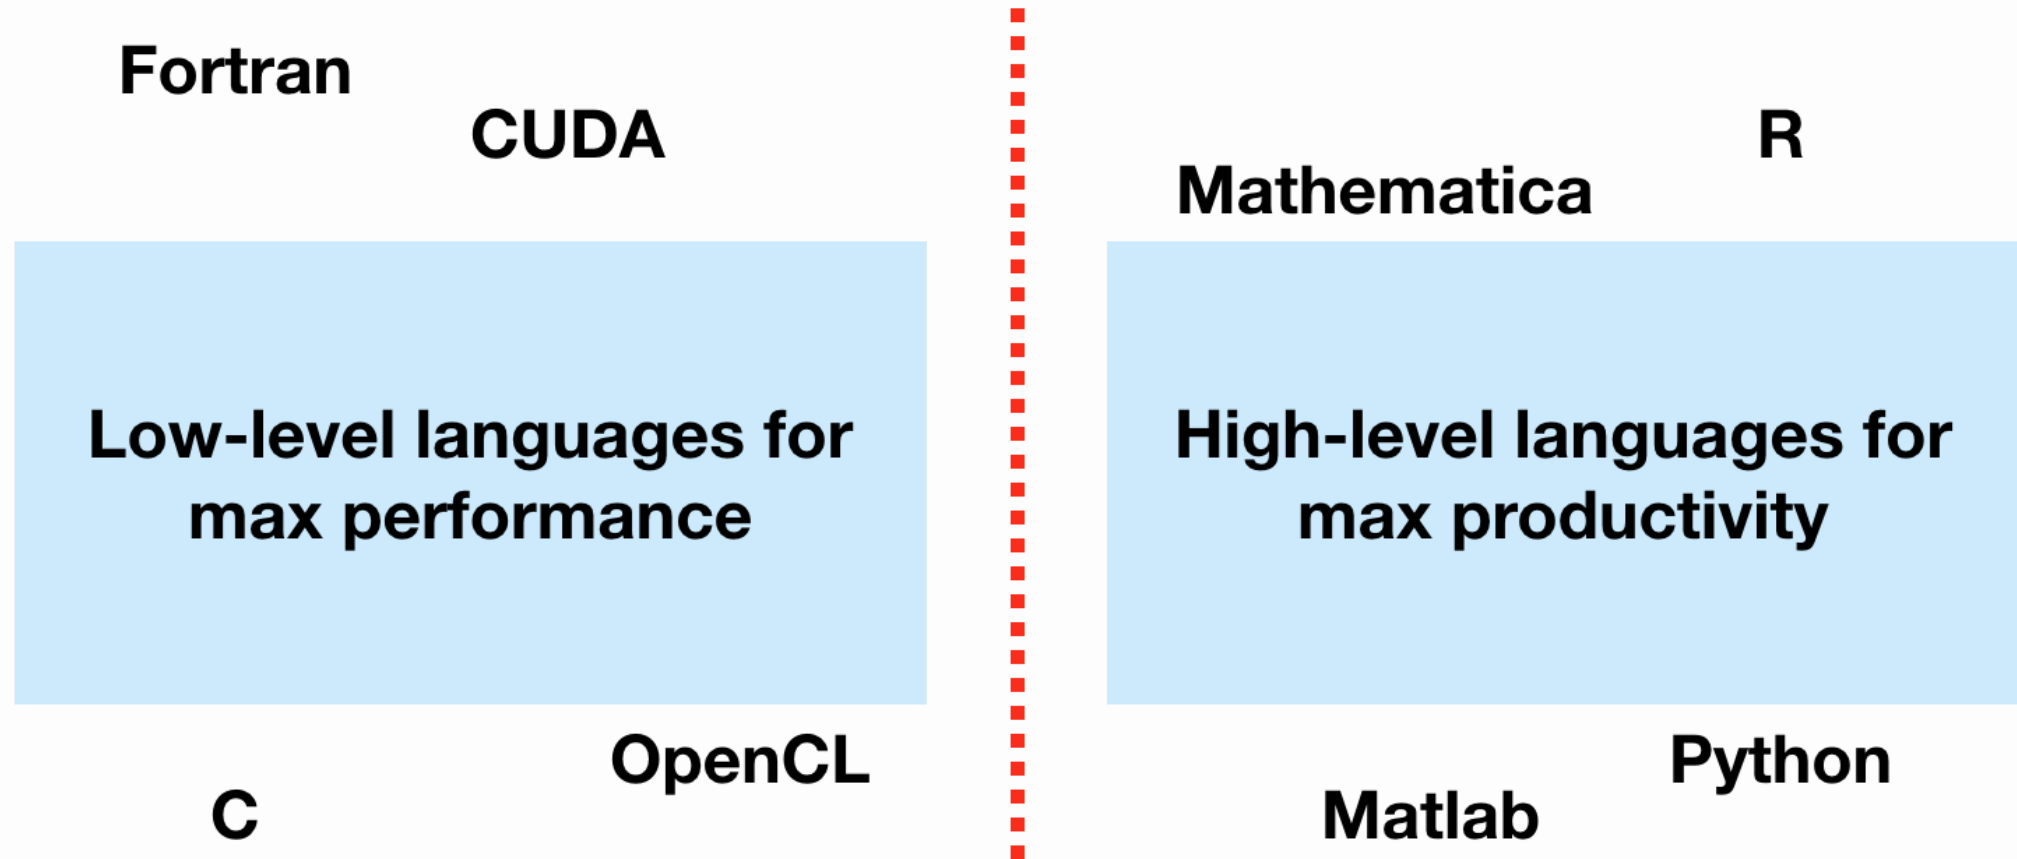 Fortran
CUDA
Low-level languages for
max performance
OpenCL
C
R
Mathematica
High-level languages for
max productivity
Python
Matlab